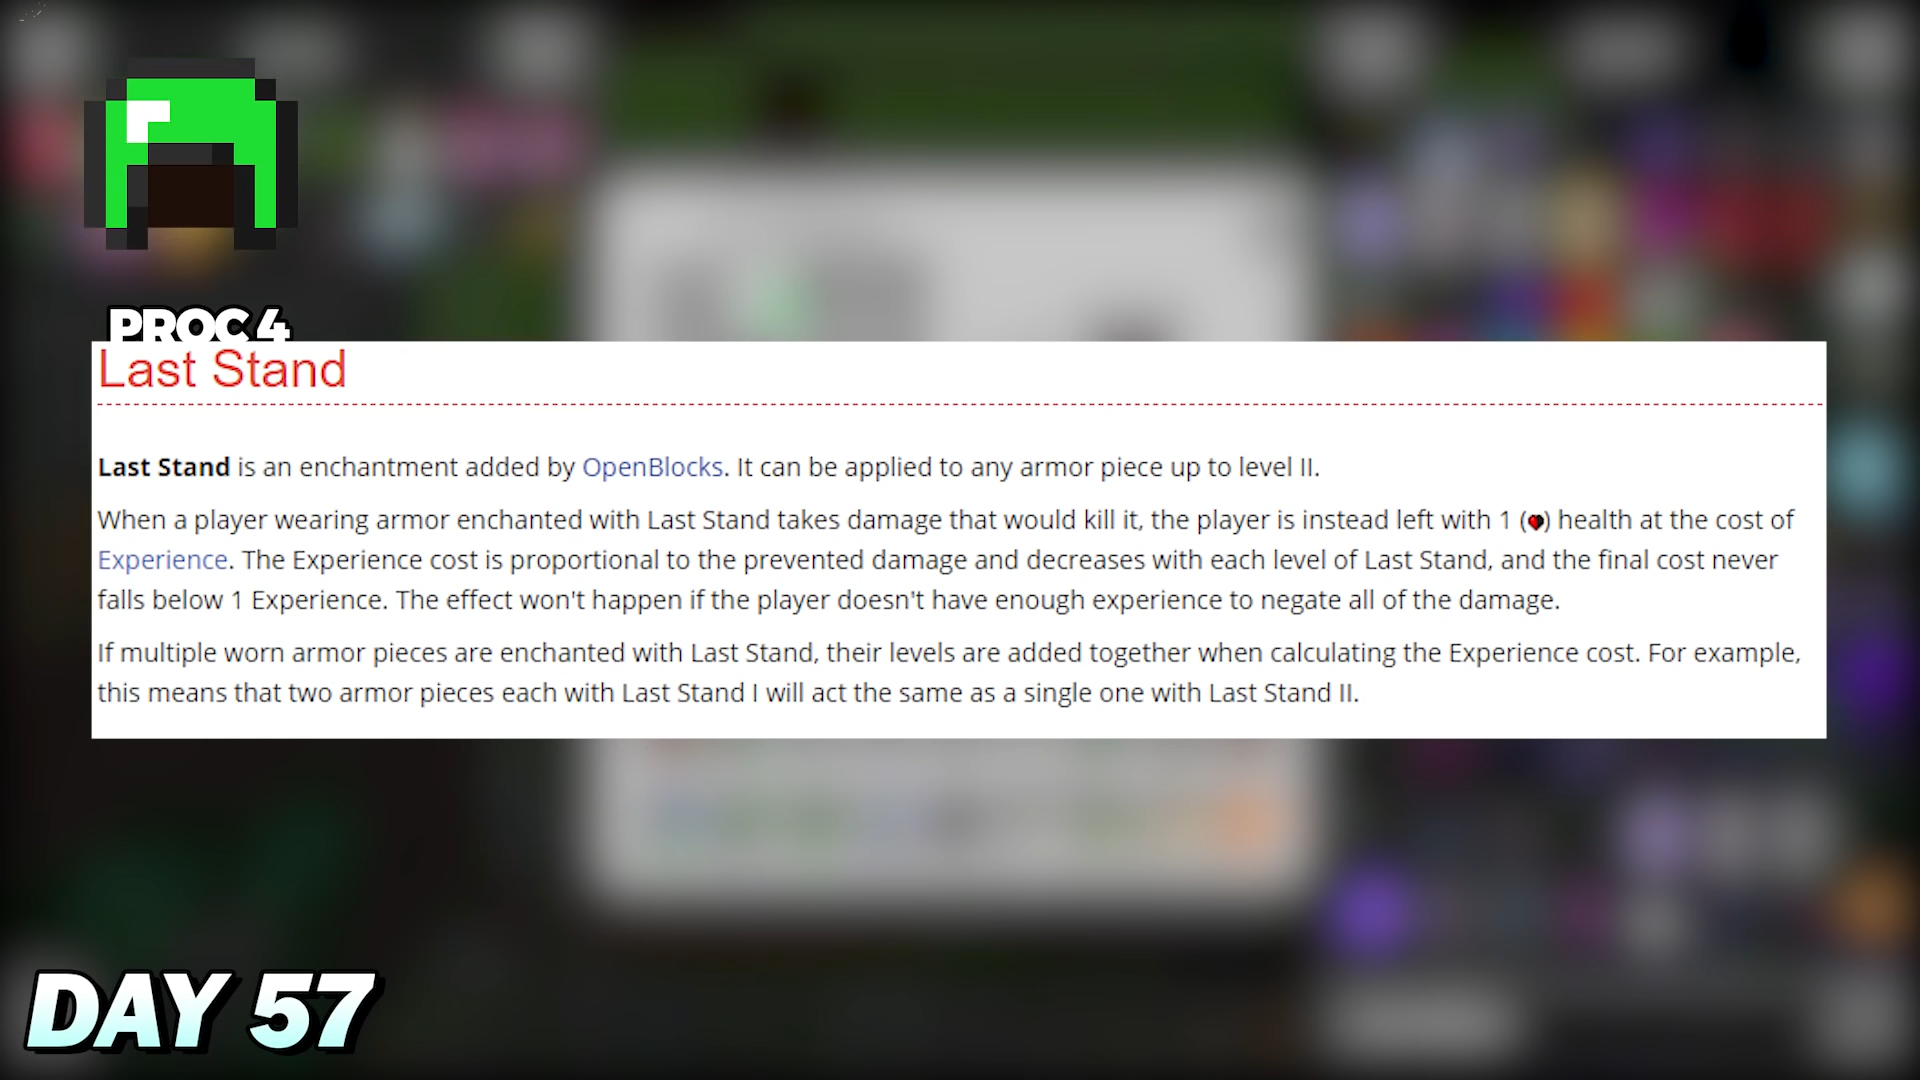 PROC 4
Last Stand
Last Stand is an enchantment added by OpenBlocks. It can be applied to any armor piece up to level II.
When a player wearing armor enchanted with Last Stand takes damage that would kill it, the player is instead left with 1 () health at the cost of
Experience. The Experience cost is proportional to the prevented damage and decreases with each level of Last Stand, and the final cost never
falls below 1 Experience. The effect won't happen if the player doesn't have enough experience to negate all of the damage.
If multiple worn armor pieces are enchanted with Last Stand, their levels are added together when calculating the Experience cost. For example,
this means that two armor pieces each with Last Stand I will act the same as a single one with Last Stand II.
DAY 57